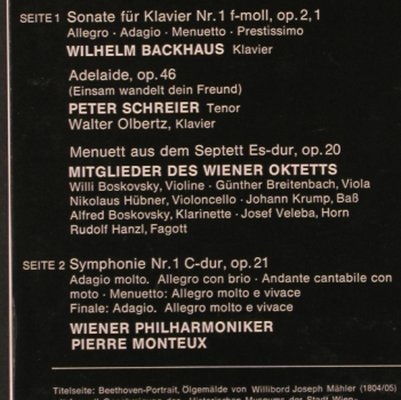 SEITE 1 Sonate für Klavier Nr. 1 f-moll, op. 2, 1
Allegro · Adagio · Menuetto · Prestissimo
WILHELM BACKHAUS Klavier
Adelaide, op. 46
(Einsam wandelt dein Freund)
PETER SCHREIER Tenor
Walter Olbertz, Klavier
Menuett aus dem Septett Es-dur, op. 20
MITGLIEDER DES WIENER OKTETTS
Willi Boskovsky, Violine · Günther Breitenbach, Viola
Nikolaus Hübner, Violoncello · Johann Krump, Baß
Alfred Boskovsky, Klarinette · Josef Veleba, Horn
Rudolf Hanzl, Fagott
SEITE 2 Symphonie Nr. 1 C-dur, op. 21
Adagio molto. Allegro con brio · Andante cantabile con
moto · Menuetto: Allegro molto e vivace
Finale: Adagio. Allegro molto e vivace
WIENER PHILHARMONIKER
PIERRE MONTEUX
Titelseite: Beethoven-Portrait, Ölgemälde von Willibord Joseph Mähler (1804/05)